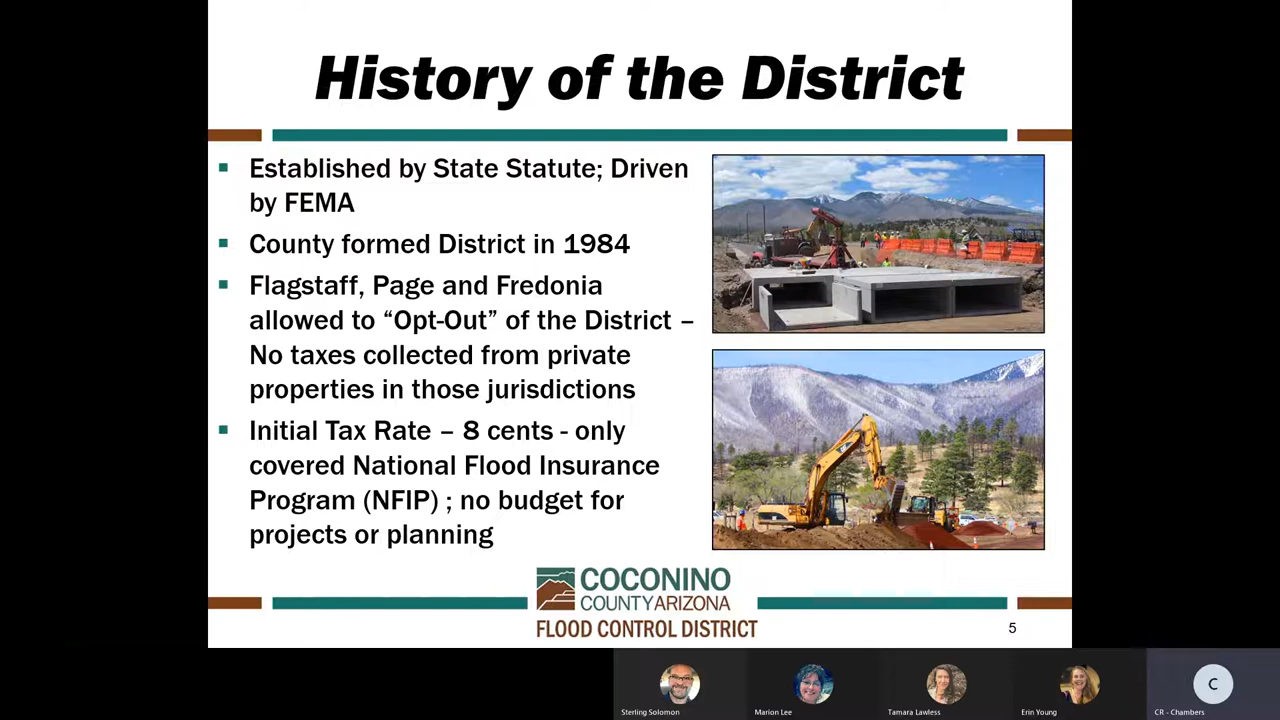 History of the District
Established by State Statute; Driven
by FEMA
County formed District in 1984
Flagstaff, Page and Fredonia
allowed to “Opt-Out” of the District –
No taxes collected from private
properties in those jurisdictions
Initial Tax Rate – 8 cents - only
covered National Flood Insurance
Program (NFIP) ; no budget for
projects or planning
COCONINO
COUNTY ARIZONA
FLOOD CONTROL DISTRICT
5
C
Sterling Solomon
Marion Lee
Tamara Lawless
Erin Young
CR - Chambers